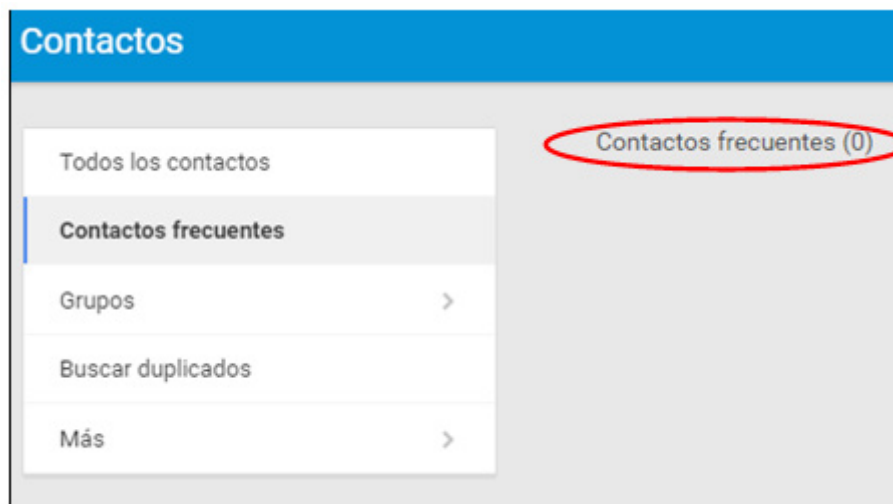 Contactos
Todos los contactos
Contactos frecuentes
Grupos
Buscar duplicados
Más
Contactos frecuentes (0)